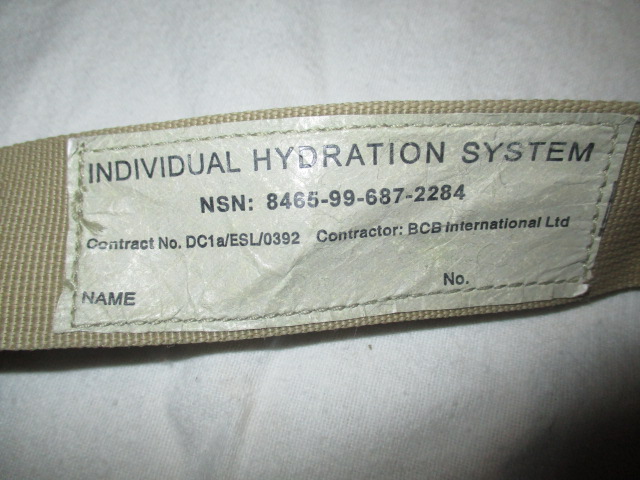 INDIVIDUAL HYDRATION SYSTEM
NSN: 8465-99-687-2284
Contract No. DC1a/ESL/0392 Contractor: BCB International Ltd
NAME No.